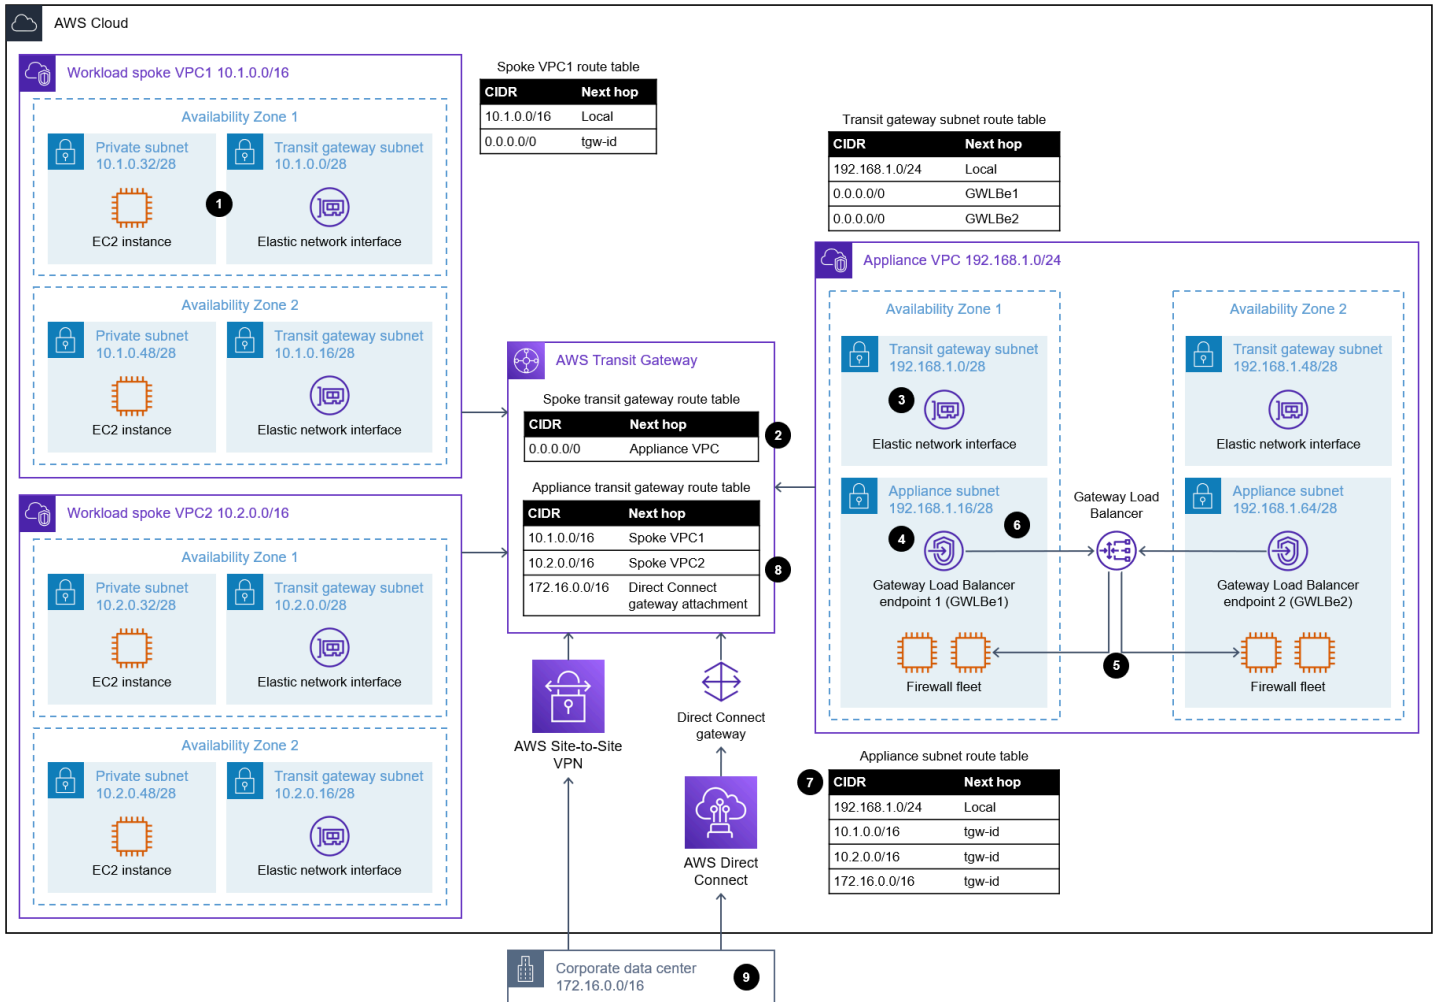 AWS Cloud
Workload spoke VPC1 10.1.0.0/16
Availability Zone 1
Private subnet
10.1.0.32/28
EC2 instance
1
Transit gateway subnet
10.1.0.0/28
Elastic network interface
Availability Zone 2
Private subnet
10.1.0.48/28
EC2 instance
Transit gateway subnet
10.1.0.16/28
Elastic network interface
Workload spoke VPC2 10.2.0.0/16
Availability Zone 1
Private subnet
10.2.0.32/28
EC2 instance
Transit gateway subnet
10.2.0.0/28
Elastic network interface
Availability Zone 2
Private subnet
10.2.0.48/28
EC2 instance
Transit gateway subnet
10.2.0.16/28
Elastic network interface
Spoke VPC1 route table
CIDR Next hop
10.1.0.0/16 Local
0.0.0.0/0 tgw-id
AWS Transit Gateway
Spoke transit gateway route table
CIDR Next hop
0.0.0.0/0 Appliance VPC
2
Appliance transit gateway route table
CIDR Next hop
10.1.0.0/16 Spoke VPC1
10.2.0.0/16 Spoke VPC2
172.16.0.0/16 Direct Connect
gateway attachment
8
AWS Site-to-Site
VPN
Direct Connect
gateway
AWS Direct
Connect
Corporate data center
172.16.0.0/16
9
Transit gateway subnet route table
CIDR Next hop
192.168.1.0/24 Local
0.0.0.0/0 GWLBe1
0.0.0.0/0 GWLBe2
Appliance VPC 192.168.1.0/24
Availability Zone 1
Transit gateway subnet
192.168.1.0/28
3
Elastic network interface
Appliance subnet
192.168.1.16/28
4
6
Gateway Load Balancer
endpoint 1 (GWLBe1)
Firewall fleet
Gateway Load
Balancer
5
Availability Zone 2
Transit gateway subnet
192.168.1.48/28
Elastic network interface
Appliance subnet
192.168.1.64/28
Gateway Load Balancer
endpoint 2 (GWLBe2)
Firewall fleet
Appliance subnet route table
7
CIDR Next hop
192.168.1.0/24 Local
10.1.0.0/16 tgw-id
10.2.0.0/16 tgw-id
172.16.0.0/16 tgw-id